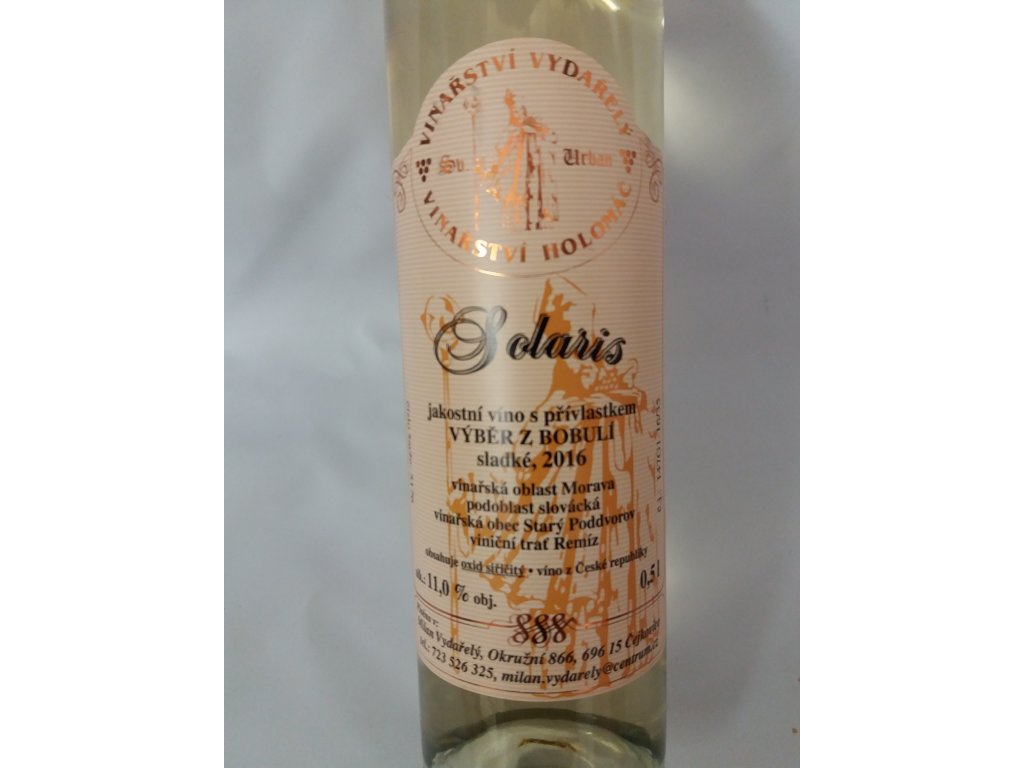 VINAŘSTVÍ VYDAŘELÝ
Sv. Urban
VINAŘSTVÍ HOLOMÁČ
Solaris
jakostní víno s přívlastkem
VÝBĚR Z BOBULÍ
sladké, 2016
vinařská oblast Morava
podoblast slovácká
vinařská obec Starý Poddvorov
viniční trať Remíz
obsahuje oxid siřičitý • víno z České republiky
alk.: 11,0 % obj.
0,5 l
Milan Vydařelý, Okružní 866, 696 15 Čejkovice
tel.: 723 526 325, milan.vydarely@centrum.cz